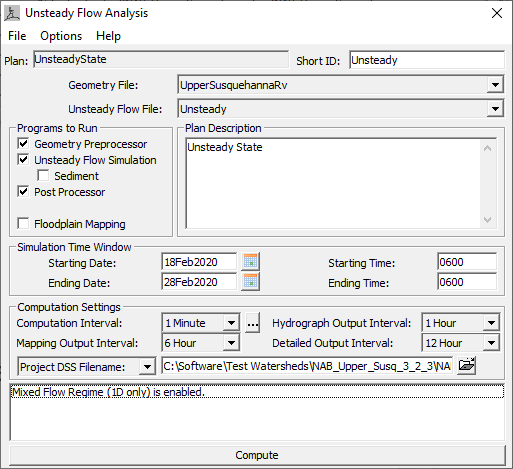 Unsteady Flow Analysis
File Options Help
Plan: UnsteadyState Short ID: Unsteady
Geometry File: UpperSusquehannaRv
Unsteady Flow File: Unsteady
Programs to Run
Geometry Preprocessor
Unsteady Flow Simulation
Sediment
Post Processor
Floodplain Mapping
Plan Description
Unsteady State
Simulation Time Window
Starting Date: 18Feb2020 Starting Time: 0600
Ending Date: 28Feb2020 Ending Time: 0600
Computation Settings
Computation Interval: 1 Minute ... Hydrograph Output Interval: 1 Hour
Mapping Output Interval: 6 Hour Detailed Output Interval: 12 Hour
Project DSS Filename: C:\Software\Test Watersheds\NAB_Upper_Susq_3_2_3\NA
Mixed Flow Regime (1D only) is enabled.
Compute